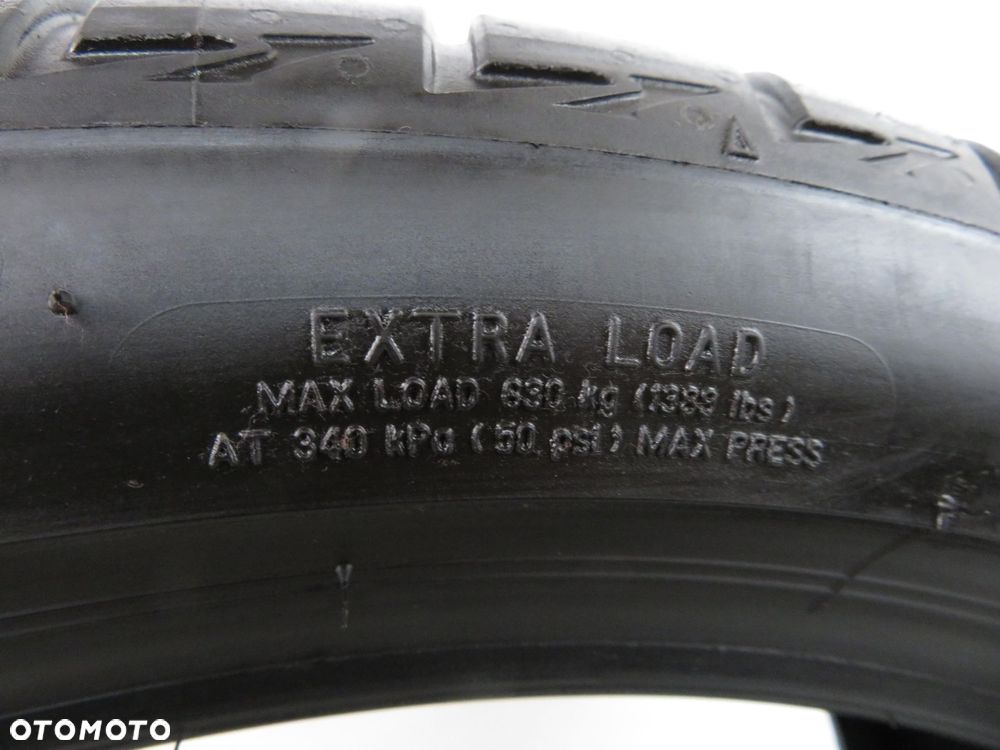 EXTRA LOAD
MAX LOAD 630 kg (1389 lbs)
AT 340 kPa (50 psi) MAX PRESS
OTOMOTO